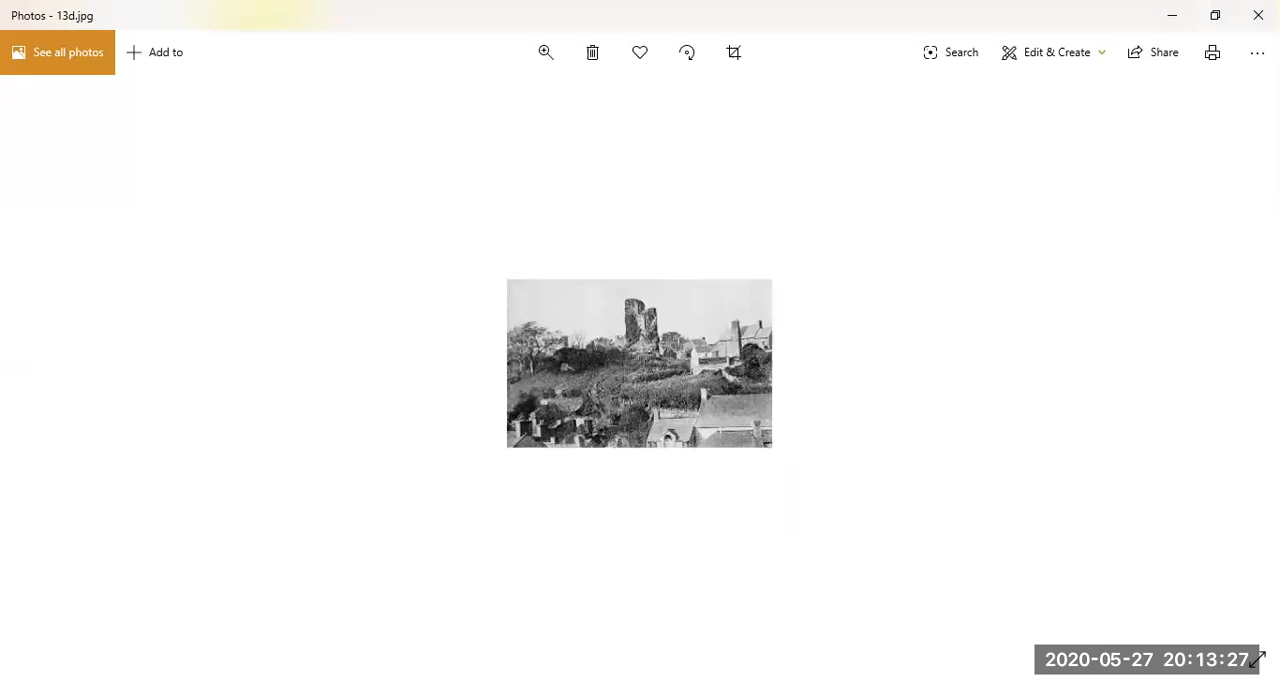 Photos - 13d.jpg
See all photos
Add to
Search
Edit & Create
Share
2020-05-27 20:13:27